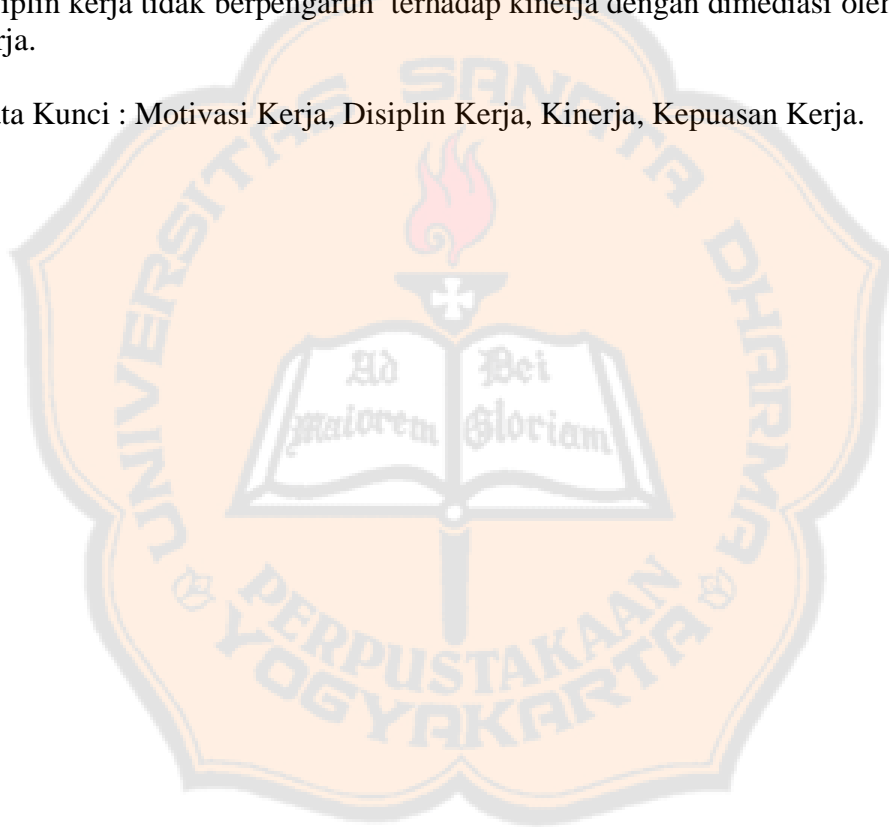 iplin kerja tidak berpengaruh terhadap kinerja dengan dimediasi oleh
rja.
ta Kunci : Motivasi Kerja, Disiplin Kerja, Kinerja, Kepuasan Kerja.
UNIVERSITAS SANATA DHARMA
Ad
Maiorem
Dei
Gloriam
PERPUSTAKAAN
YOGYAKARTA